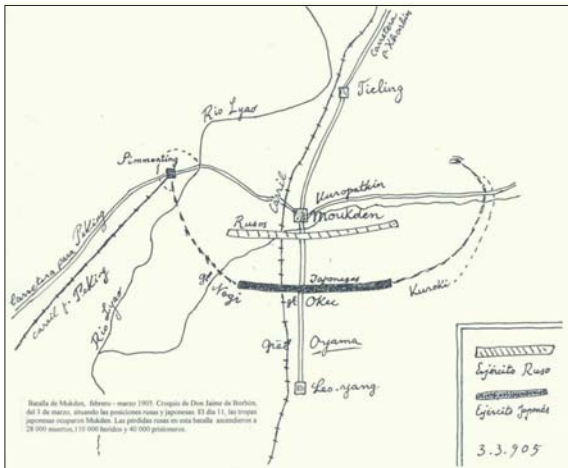 carretera
p. Kharbin
Tieling
Rio Lyao
Pimmenting
Carril
Kuropatkin
Moukden
Rusos
Carretera para Peking
carril p. Peking
Rio Lyao
gl Nogi
Japoneses
gl Oku
Kuroki
Oyama
Leo-yang
Ejército Ruso
Ejército Japonés
3.3.905
Batalla de Mukden, febrero - marzo 1905. Croquis de Don Jaime de Borbón,
del 3 de marzo, situando las posiciones rusas y japonesas. El día 11, las tropas
japonesas ocuparon Mukden. Las pérdidas rusas en esta batalla ascendieron a
28 000 muertos, 110 000 heridos y 40 000 prisioneros.